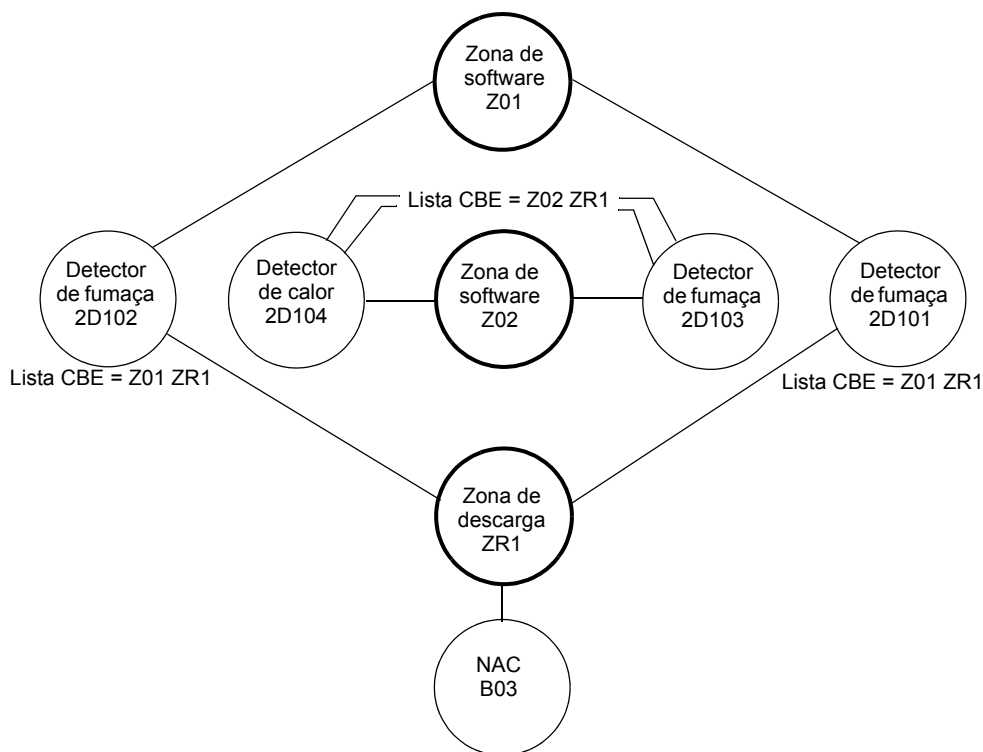 Zona de
software
Z01
Lista CBE = Z02 ZR1
Detector
de fumaça
2D102
Detector
de calor
2D104
Zona de
software
Z02
Detector
de fumaça
2D103
Detector
de fumaça
2D101
Lista CBE = Z01 ZR1
Lista CBE = Z01 ZR1
Zona de
descarga
ZR1
NAC
B03